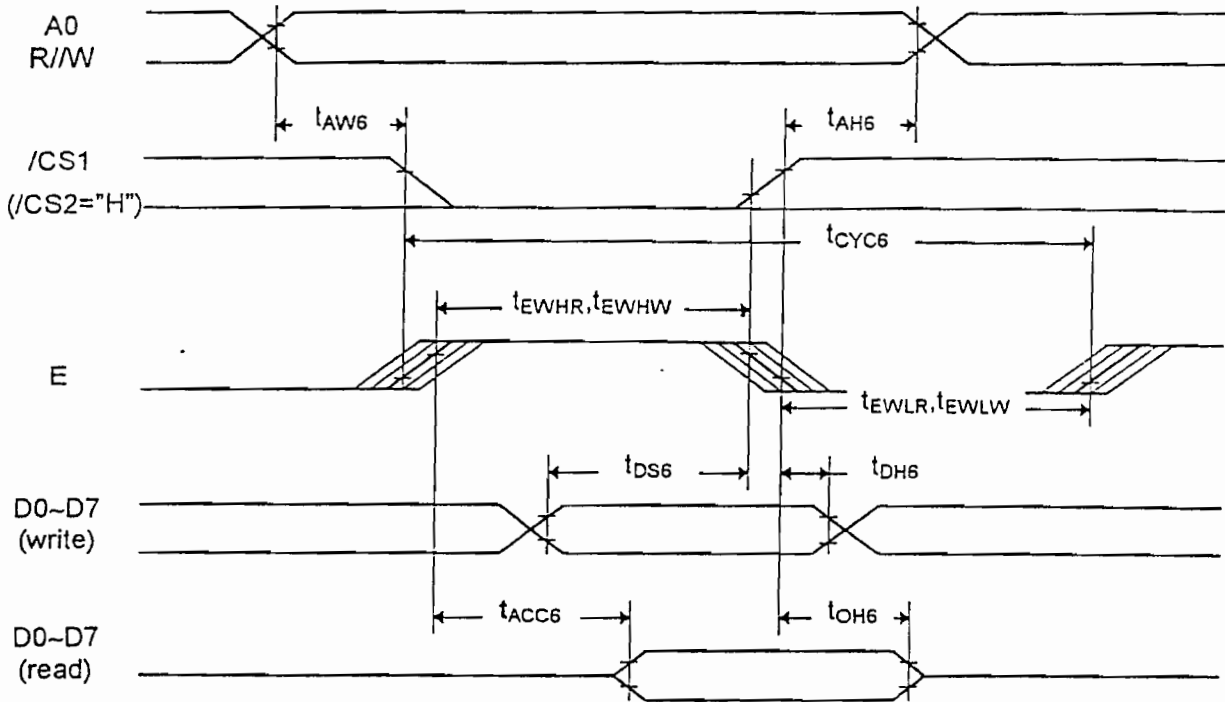 A0
R//W
tAW6
tAH6
/CS1
(/CS2="H")
tCYC6
tEWHR,tEWHW
E
tEWLR,tEWLW
tDS6
tDH6
D0~D7
(write)
tACC6
tOH6
D0~D7
(read)